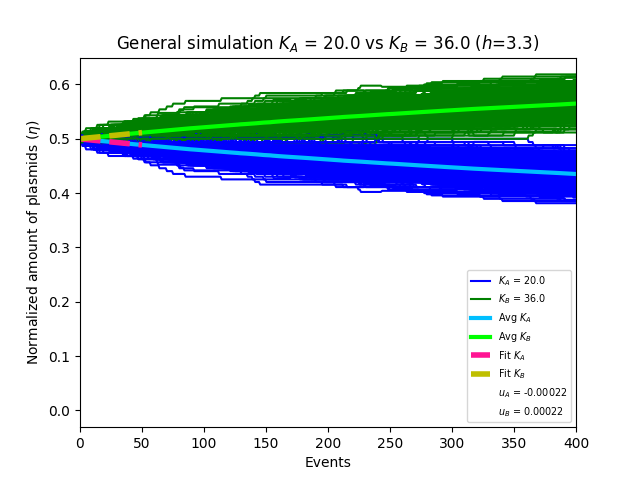 General simulation K_A = 20.0 vs K_B = 36.0 (h=3.3)
Normalized amount of plasmids (η)
0.6
0.5
0.4
0.3
0.2
0.1
0.0
K_A = 20.0
K_B = 36.0
Avg K_A
Avg K_B
Fit K_A
Fit K_B
u_A = -0.00022
u_B = 0.00022
0 50 100 150 200 250 300 350 400
Events